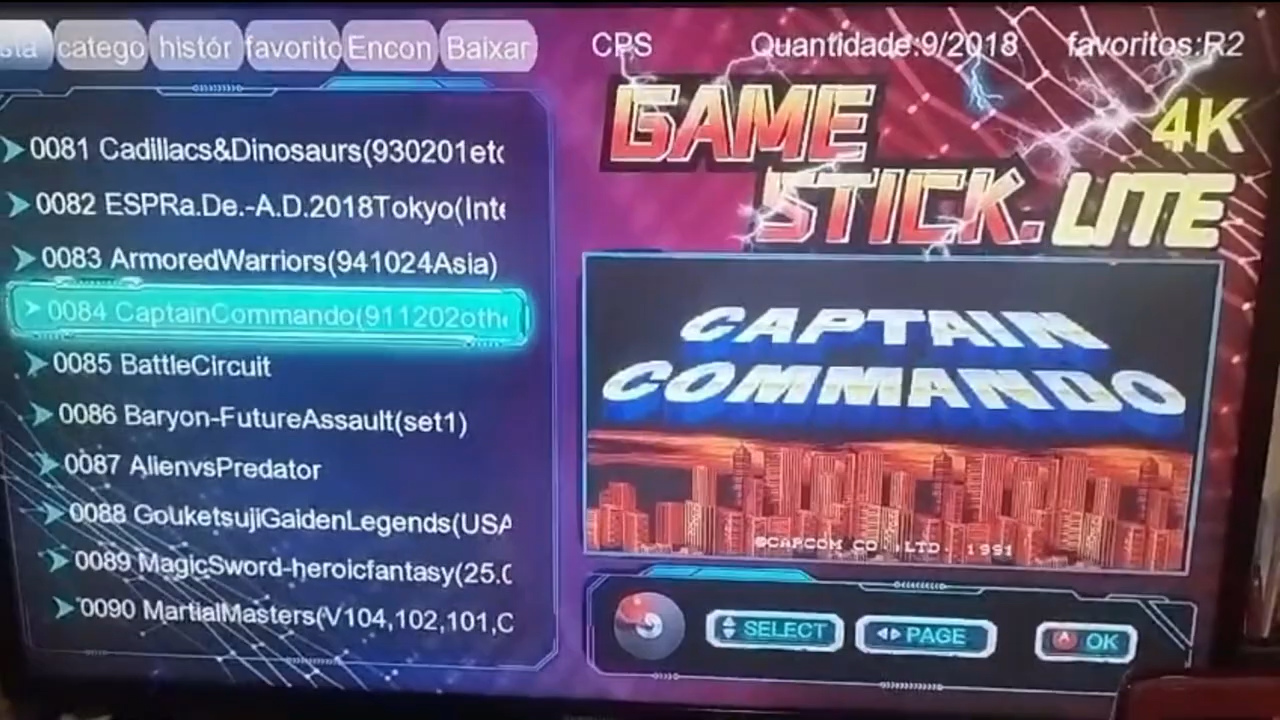 sta catego histór favorito Encon Baixar
CPS Quantidade:9/2018 favoritos:R2
GAME 4K
STICK. LITE
0081 Cadillacs&Dinosaurs(930201etc
0082 ESPRa.De.-A.D.2018Tokyo(Inte
0083 ArmoredWarriors(941024Asia)
0084 CaptainCommando(911202othe
0085 BattleCircuit
0086 Baryon-FutureAssault(set1)
0087 AlienvsPredator
0088 GouketsujiGaidenLegends(USA
0089 MagicSword-heroicfantasy(25.0
0090 MartialMasters(V104,102,101,C
CAPTAIN
COMMANDO
©CAPCOM CO.,LTD. 1991
SELECT PAGE A OK